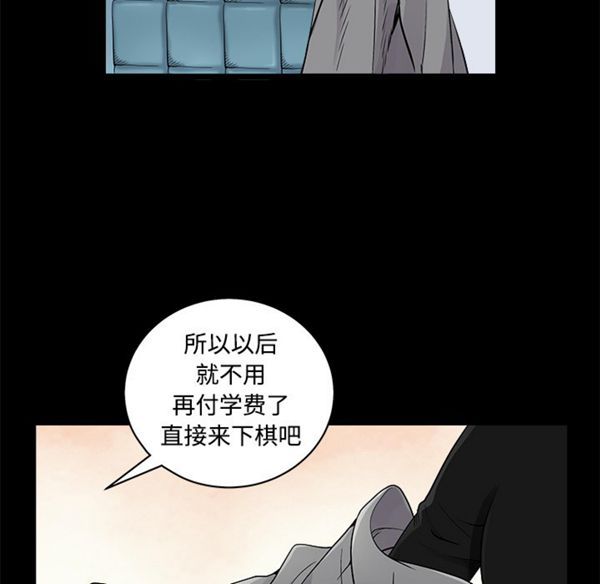 所以以后
就不用
再付学费了
直接来下棋吧